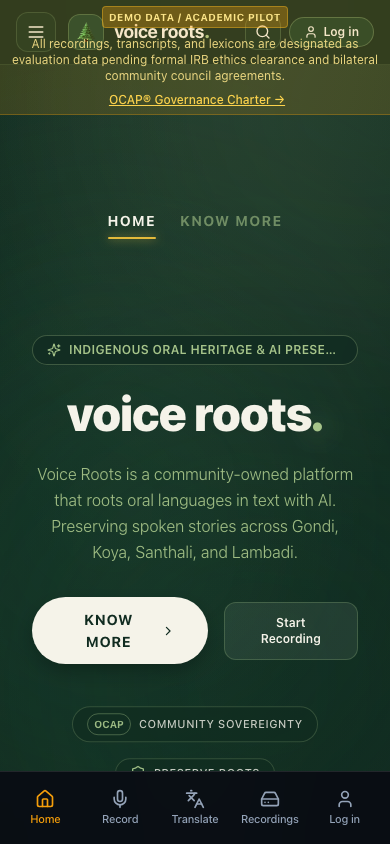 DEMO DATA / ACADEMIC PILOT
voice roots.
Log in
All recordings, transcripts, and lexicons are designated as
evaluation data pending formal IRB ethics clearance and bilateral
community council agreements.
OCAP® Governance Charter →
HOME
KNOW MORE
INDIGENOUS ORAL HERITAGE & AI PRESE...
voice roots.
Voice Roots is a community-owned platform
that roots oral languages in text with AI.
Preserving spoken stories across Gondi,
Koya, Santhali, and Lambadi.
KNOW
MORE
Start
Recording
OCAP COMMUNITY SOVEREIGNTY
PRESERVE ROOTS
Home
Record
Translate
Recordings
Log in